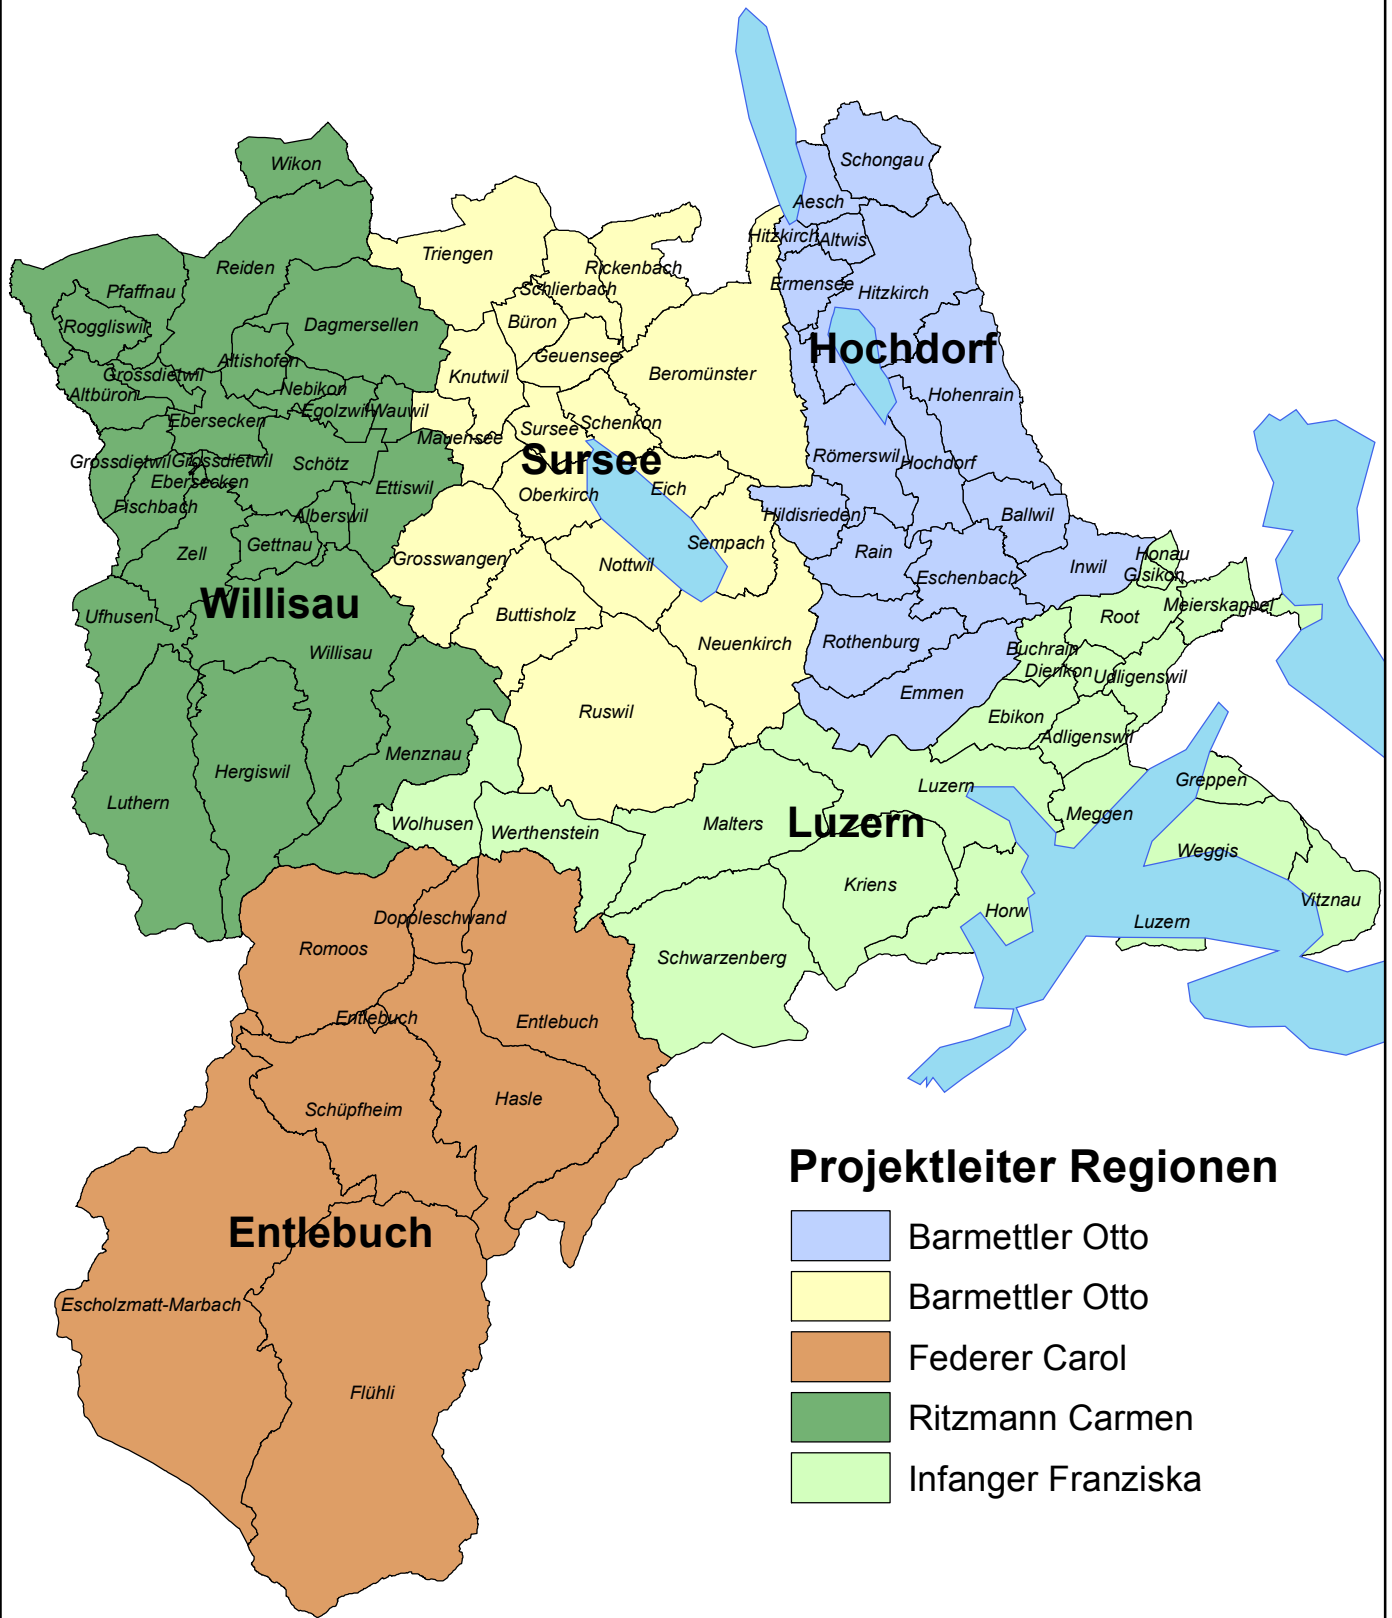 Schongau
Wikon
Aesch
Hitzkirch
Altwis
Triengen
Reiden
Rickenbach
Ermensee
Schlierbach
Pfaffnau
Hitzkirch
Büron
Roggliswil
Dagmersellen
Hochdorf
Geuensee
Altishofen
Grossdietwil
Knutwil
Beromünster
Nebikon
Altbüron
Hohenrain
Egolzwil
Wauwil
Ebersecken
Schenkon
Sursee
Mauensee
Sursee
Römerswil
Hochdorf
Grossdietwil
Grossdietwil
Schötz
Ebersecken
Ettiswil
Oberkirch
Eich
Fischbach
Alberswil
Hildisrieden
Ballwil
Gettnau
Sempach
Zell
Rain
Honau
Grosswangen
Nottwil
Inwil
Gisikon
Eschenbach
Willisau
Meierskappel
Ufhusen
Buttisholz
Root
Neuenkirch
Rothenburg
Buchrain
Willisau
Dierikon
Udligenswil
Emmen
Ruswil
Ebikon
Adligenswil
Menznau
Hergiswil
Greppen
Luzern
Luthern
Meggen
Wolhusen
Werthenstein
Malters
Luzern
Weggis
Kriens
Vitznau
Horw
Doppleschwand
Luzern
Romoos
Schwarzenberg
Entlebuch
Entlebuch
Hasle
Schüpfheim
Projektleiter Regionen
Entlebuch
Barmettler Otto
Barmettler Otto
Escholzmatt-Marbach
Federer Carol
Flühli
Ritzmann Carmen
Infanger Franziska